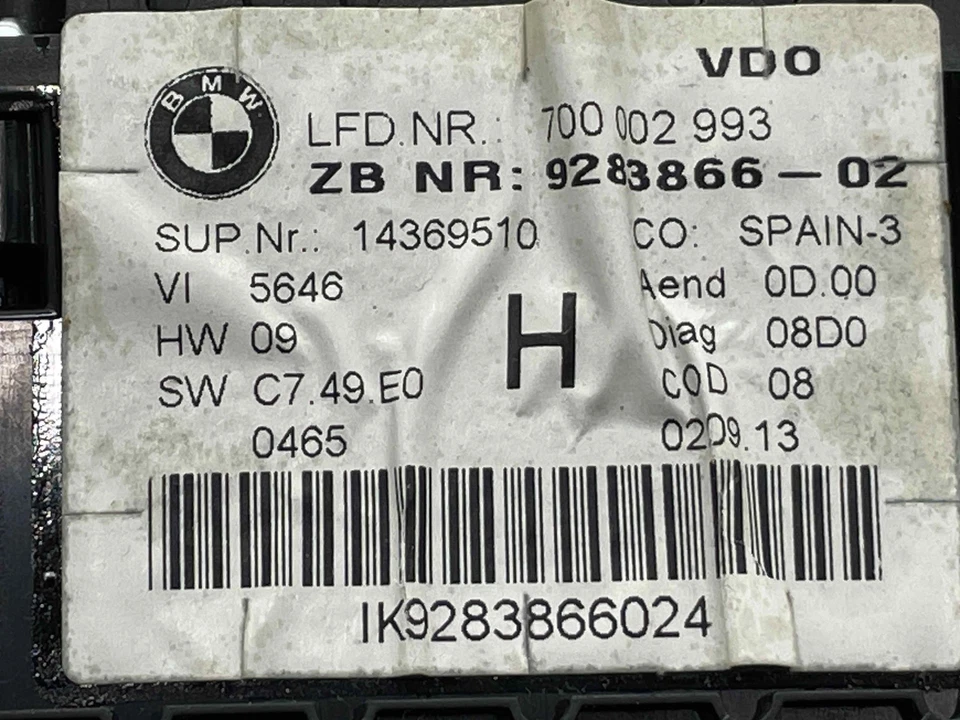 VDO
BMW
LFD.NR.: 700 002 993
ZB NR: 9283866-02
SUP.Nr.: 14369510 CO: SPAIN-3
VI 5646 Aend 0D.00
HW 09 H Diag 08D0
SW C7.49.E0 COD 08
0465 0209.13
IK9283866024